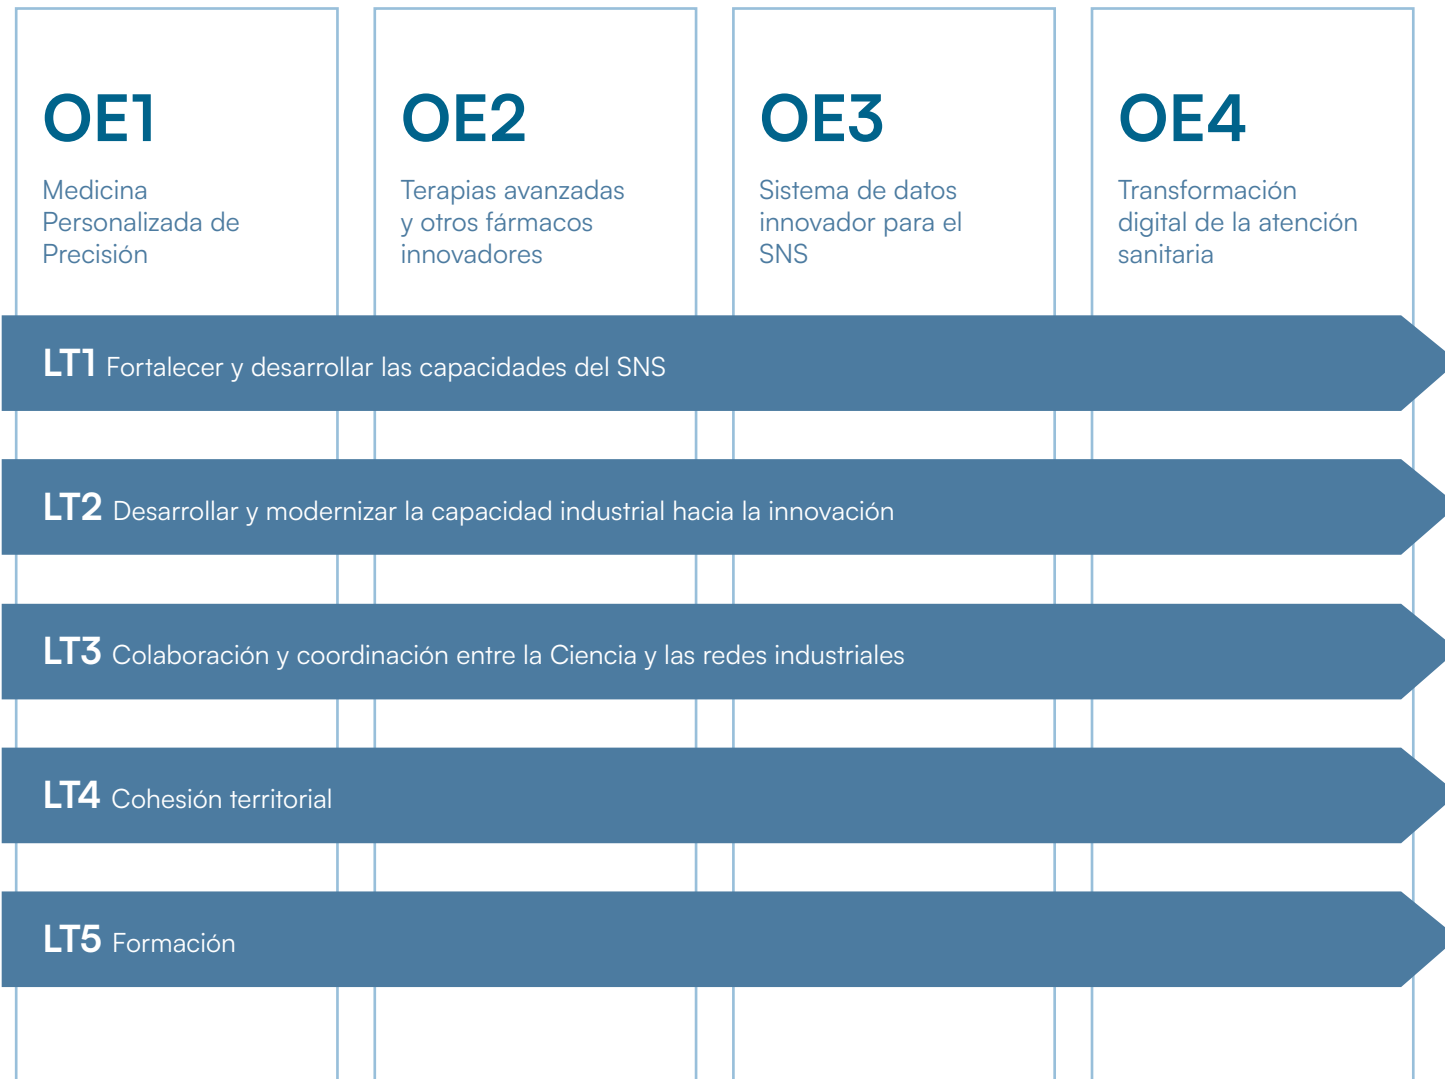 OE1
Medicina
Personalizada de
Precisión
OE2
Terapias avanzadas
y otros fármacos
innovadores
OE3
Sistema de datos
innovador para el
SNS
OE4
Transformación
digital de la atención
sanitaria
LT1 Fortalecer y desarrollar las capacidades del SNS
LT2 Desarrollar y modernizar la capacidad industrial hacia la innovación
LT3 Colaboración y coordinación entre la Ciencia y las redes industriales
LT4 Cohesión territorial
LT5 Formación